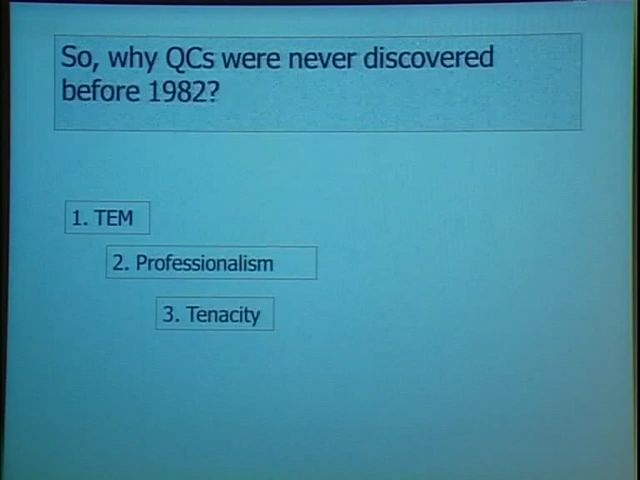 So, why QCs were never discovered
before 1982?
1. TEM
2. Professionalism
3. Tenacity